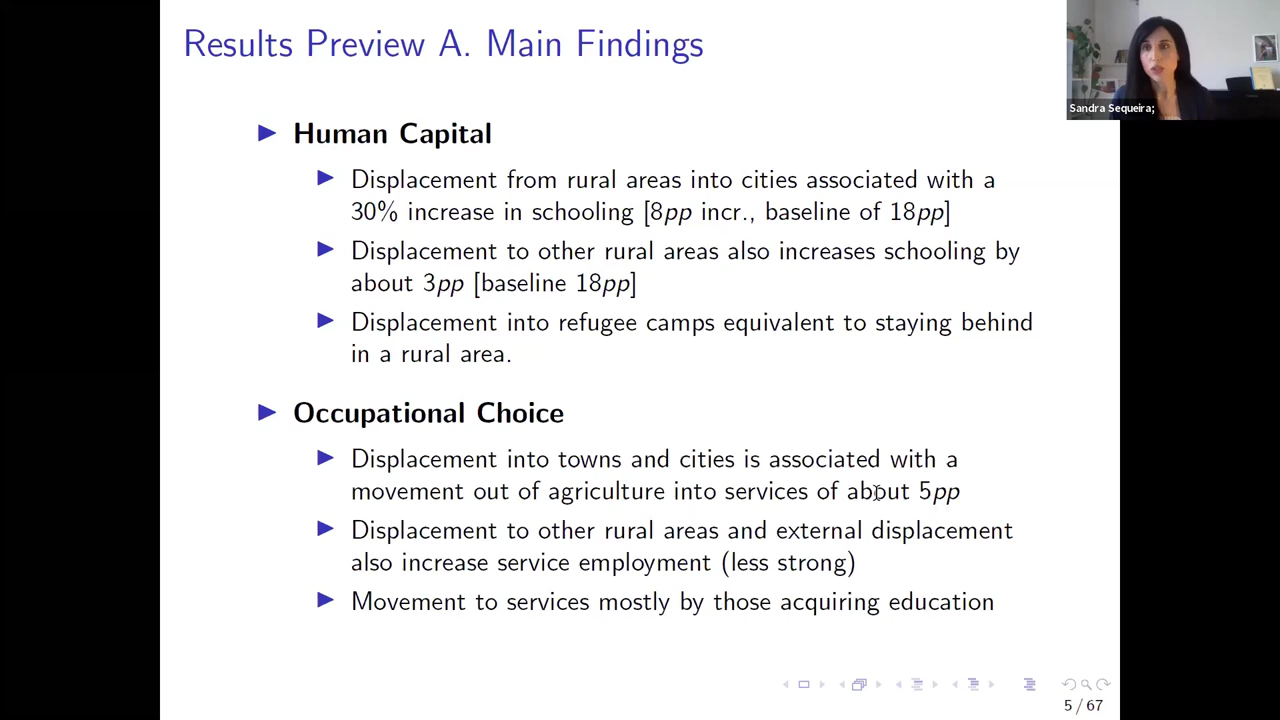 Results Preview A. Main Findings
Sandra Sequeira;
Human Capital
Displacement from rural areas into cities associated with a
30% increase in schooling [8pp incr., baseline of 18pp]
Displacement to other rural areas also increases schooling by
about 3pp [baseline 18pp]
Displacement into refugee camps equivalent to staying behind
in a rural area.
Occupational Choice
Displacement into towns and cities is associated with a
movement out of agriculture into services of about 5pp
Displacement to other rural areas and external displacement
also increase service employment (less strong)
Movement to services mostly by those acquiring education
5 / 67